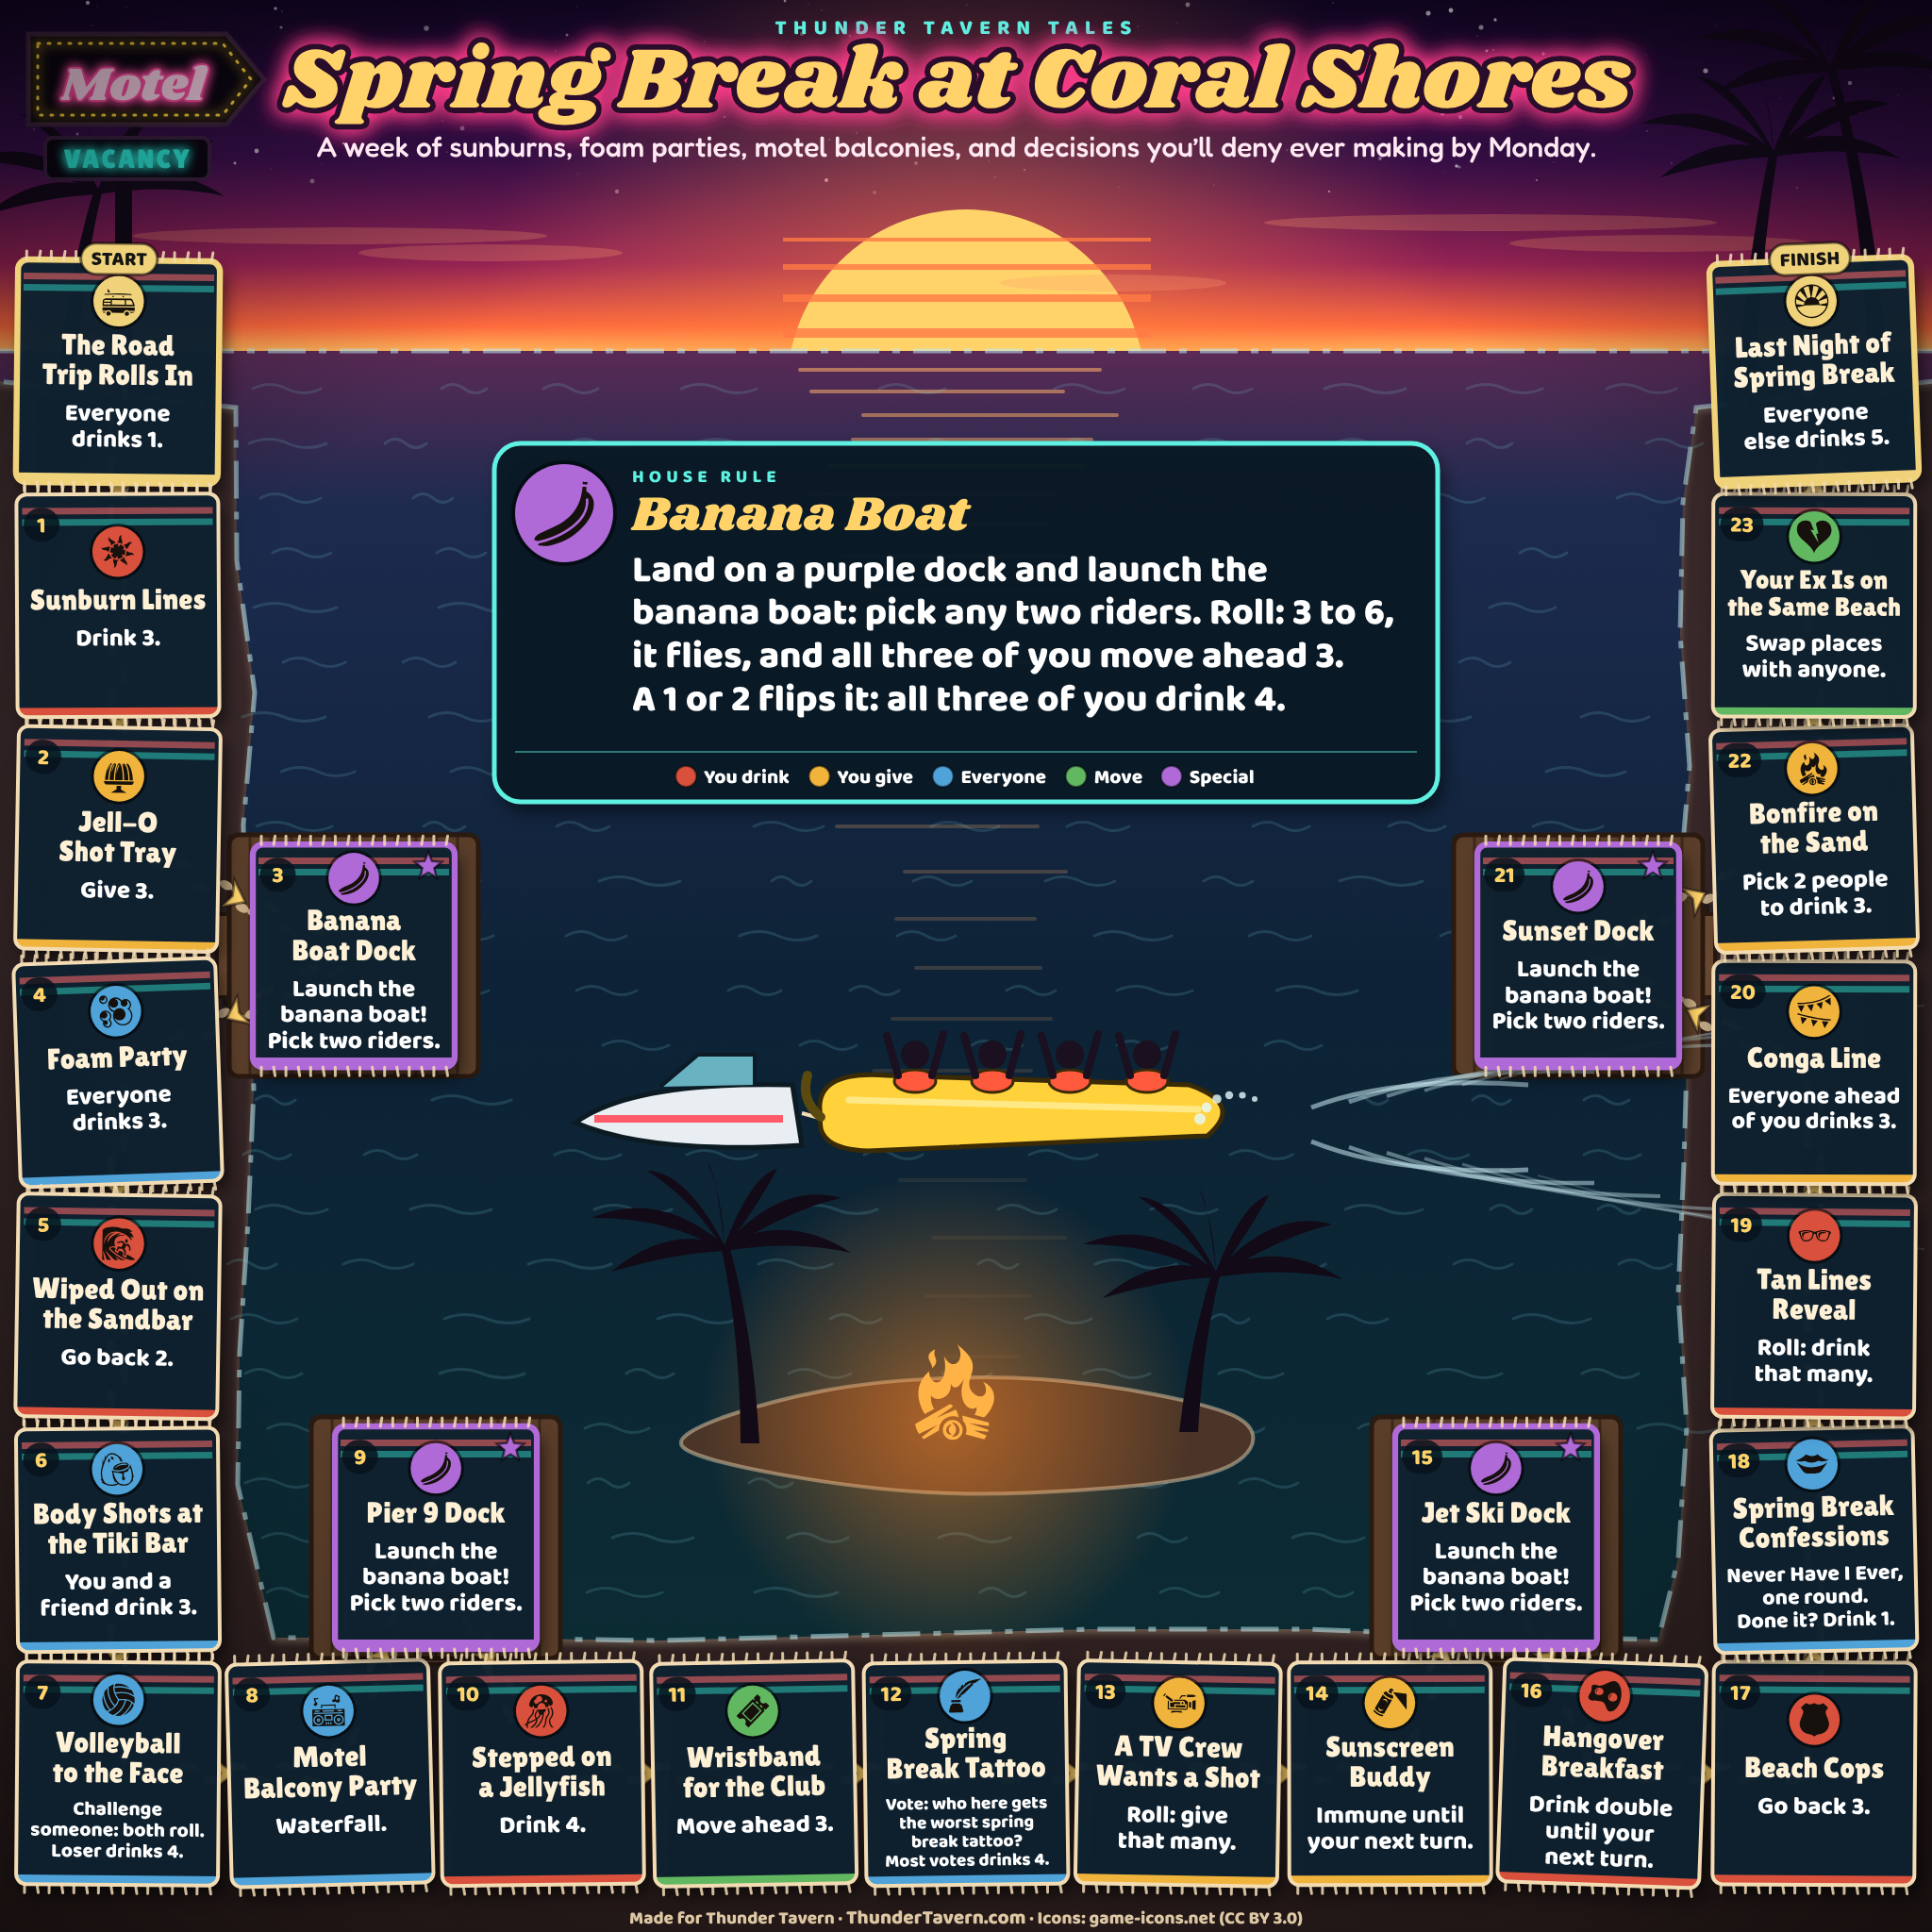 THUNDER TAVERN TALES
Motel
VACANCY
Spring Break at Coral Shores
A week of sunburns, foam parties, motel balconies, and decisions you'll deny ever making by Monday.
START
The Road
Trip Rolls In
Everyone
drinks 1.
1
Sunburn Lines
Drink 3.
2
Jell-O
Shot Tray
Give 3.
3
Banana
Boat Dock
Launch the
banana boat!
Pick two riders.
4
Foam Party
Everyone
drinks 3.
5
Wiped Out on
the Sandbar
Go back 2.
6
Body Shots at
the Tiki Bar
You and a
friend drink 3.
7
Volleyball
to the Face
Challenge
someone: both roll.
Loser drinks 4.
8
Motel
Balcony Party
Waterfall.
9
Pier 9 Dock
Launch the
banana boat!
Pick two riders.
10
Stepped on
a Jellyfish
Drink 4.
11
Wristband
for the Club
Move ahead 3.
12
Spring
Break Tattoo
Vote: who here gets
the worst spring
break tattoo?
Most votes drinks 4.
13
A TV Crew
Wants a Shot
Roll: give
that many.
14
Sunscreen
Buddy
Immune until
your next turn.
15
Jet Ski Dock
Launch the
banana boat!
Pick two riders.
16
Hangover
Breakfast
Drink double
until your
next turn.
17
Beach Cops
Go back 3.
18
Spring Break
Confessions
Never Have I Ever,
one round.
Done it? Drink 1.
19
Tan Lines
Reveal
Roll: drink
that many.
20
Conga Line
Everyone ahead
of you drinks 3.
21
Sunset Dock
Launch the
banana boat!
Pick two riders.
22
Bonfire on
the Sand
Pick 2 people
to drink 3.
23
Your Ex Is on
the Same Beach
Swap places
with anyone.
FINISH
Last Night of
Spring Break
Everyone
else drinks 5.
HOUSE RULE
Banana Boat
Land on a purple dock and launch the
banana boat: pick any two riders. Roll: 3 to 6,
it flies, and all three of you move ahead 3.
A 1 or 2 flips it: all three of you drink 4.
You drink You give Everyone Move Special
Made for Thunder Tavern · ThunderTavern.com · Icons: game-icons.net (CC BY 3.0)